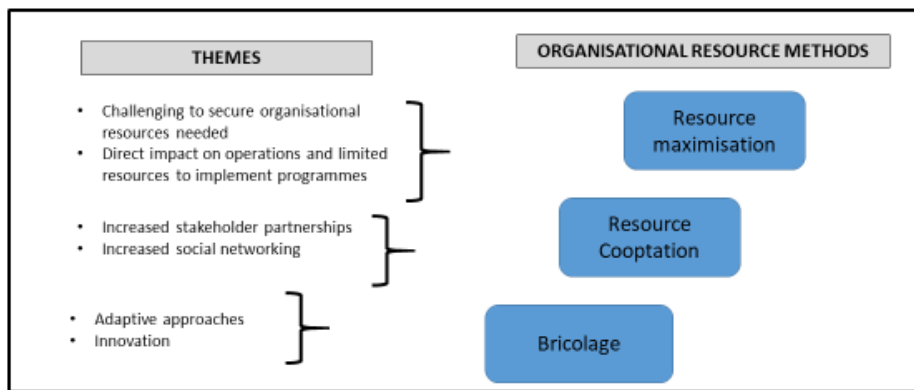 THEMES
ORGANISATIONAL RESOURCE METHODS
• Challenging to secure organisational
resources needed
• Direct impact on operations and limited
resources to implement programmes
Resource
maximisation
• Increased stakeholder partnerships
• Increased social networking
Resource
Cooptation
• Adaptive approaches
• Innovation
Bricolage